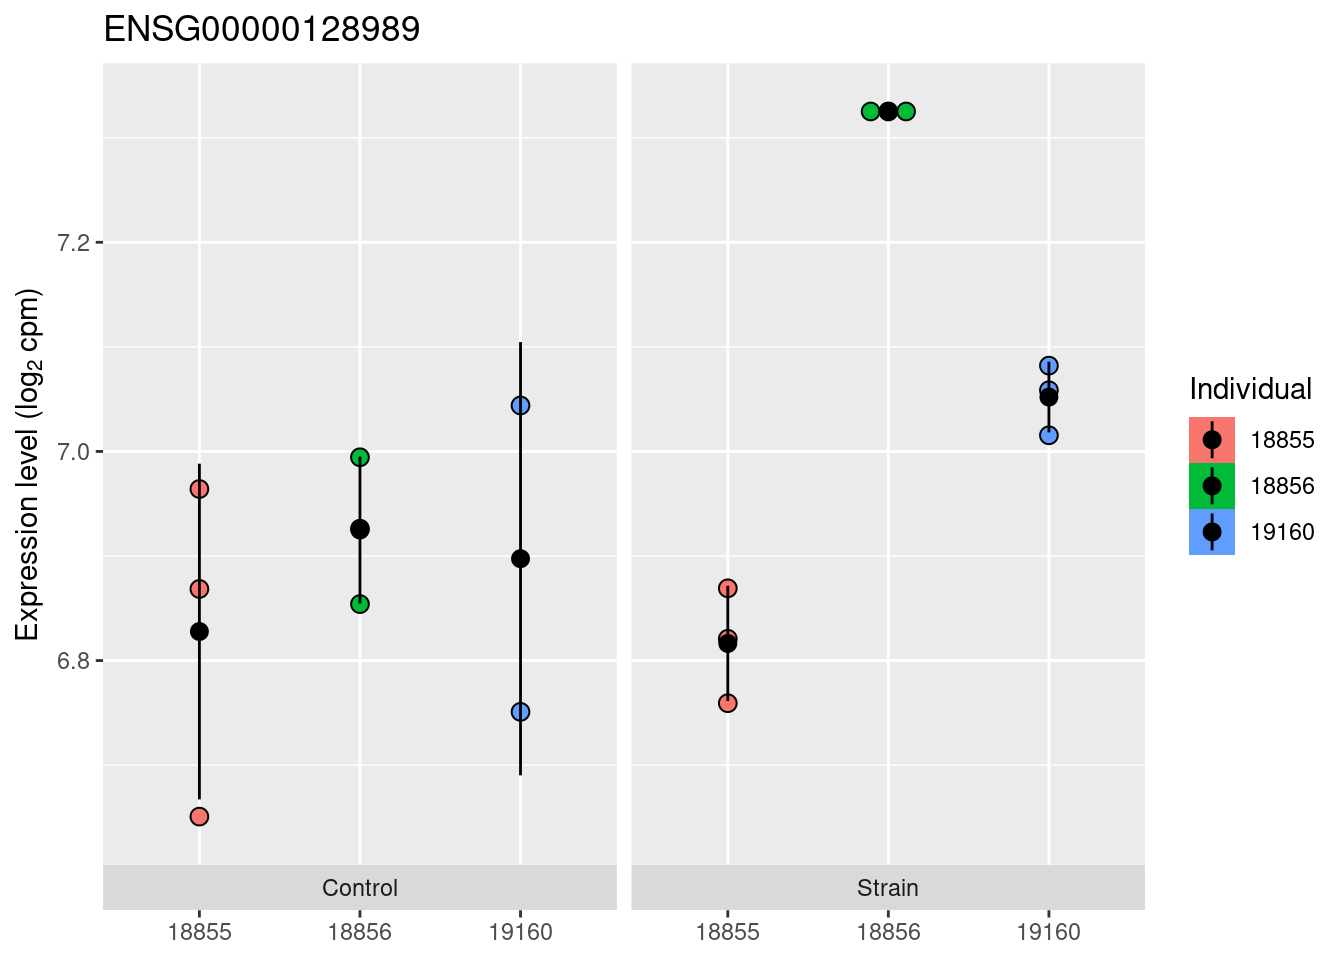 ENSG00000128989
Expression level (log₂ cpm)
7.2
7.0
6.8
Control
Strain
18855 18856 19160
18855 18856 19160
Individual
18855
18856
19160